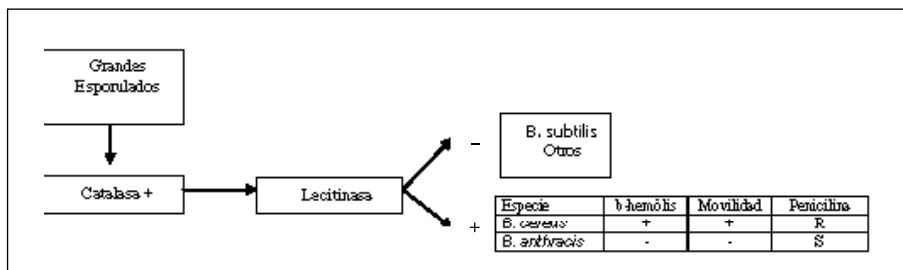 Grandes
Esporulados
Catalasa +
Lecitinasa
-
B. subtilis
Otros
+
Especie b-hemólis Movilidad Penicilina
B. cereus + + R
B. anthracis - - S